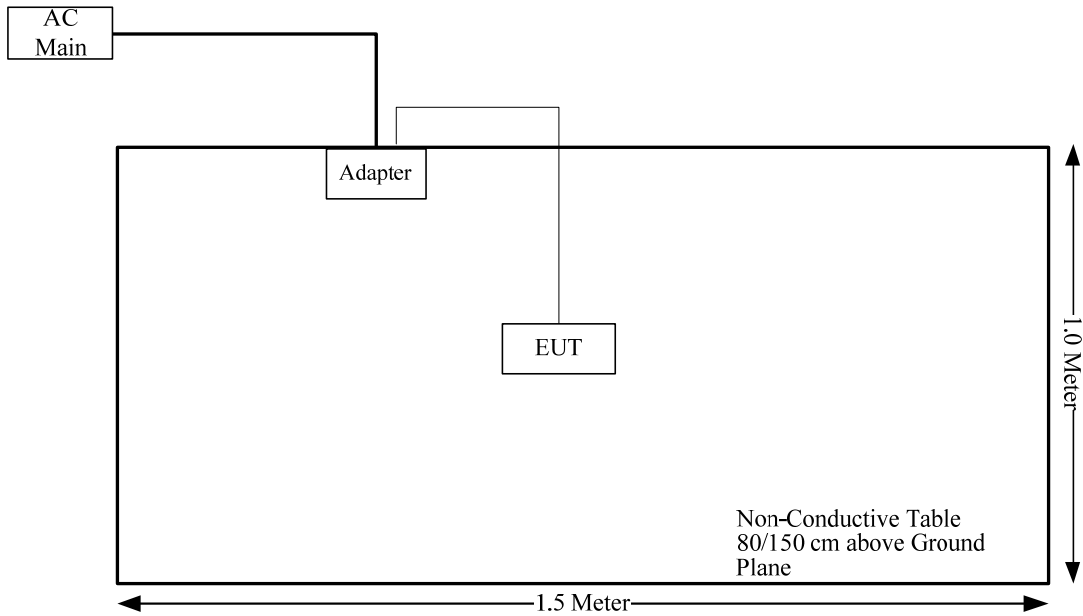 AC
Main
Adapter
EUT
1.0 Meter
Non-Conductive Table
80/150 cm above Ground
Plane
1.5 Meter